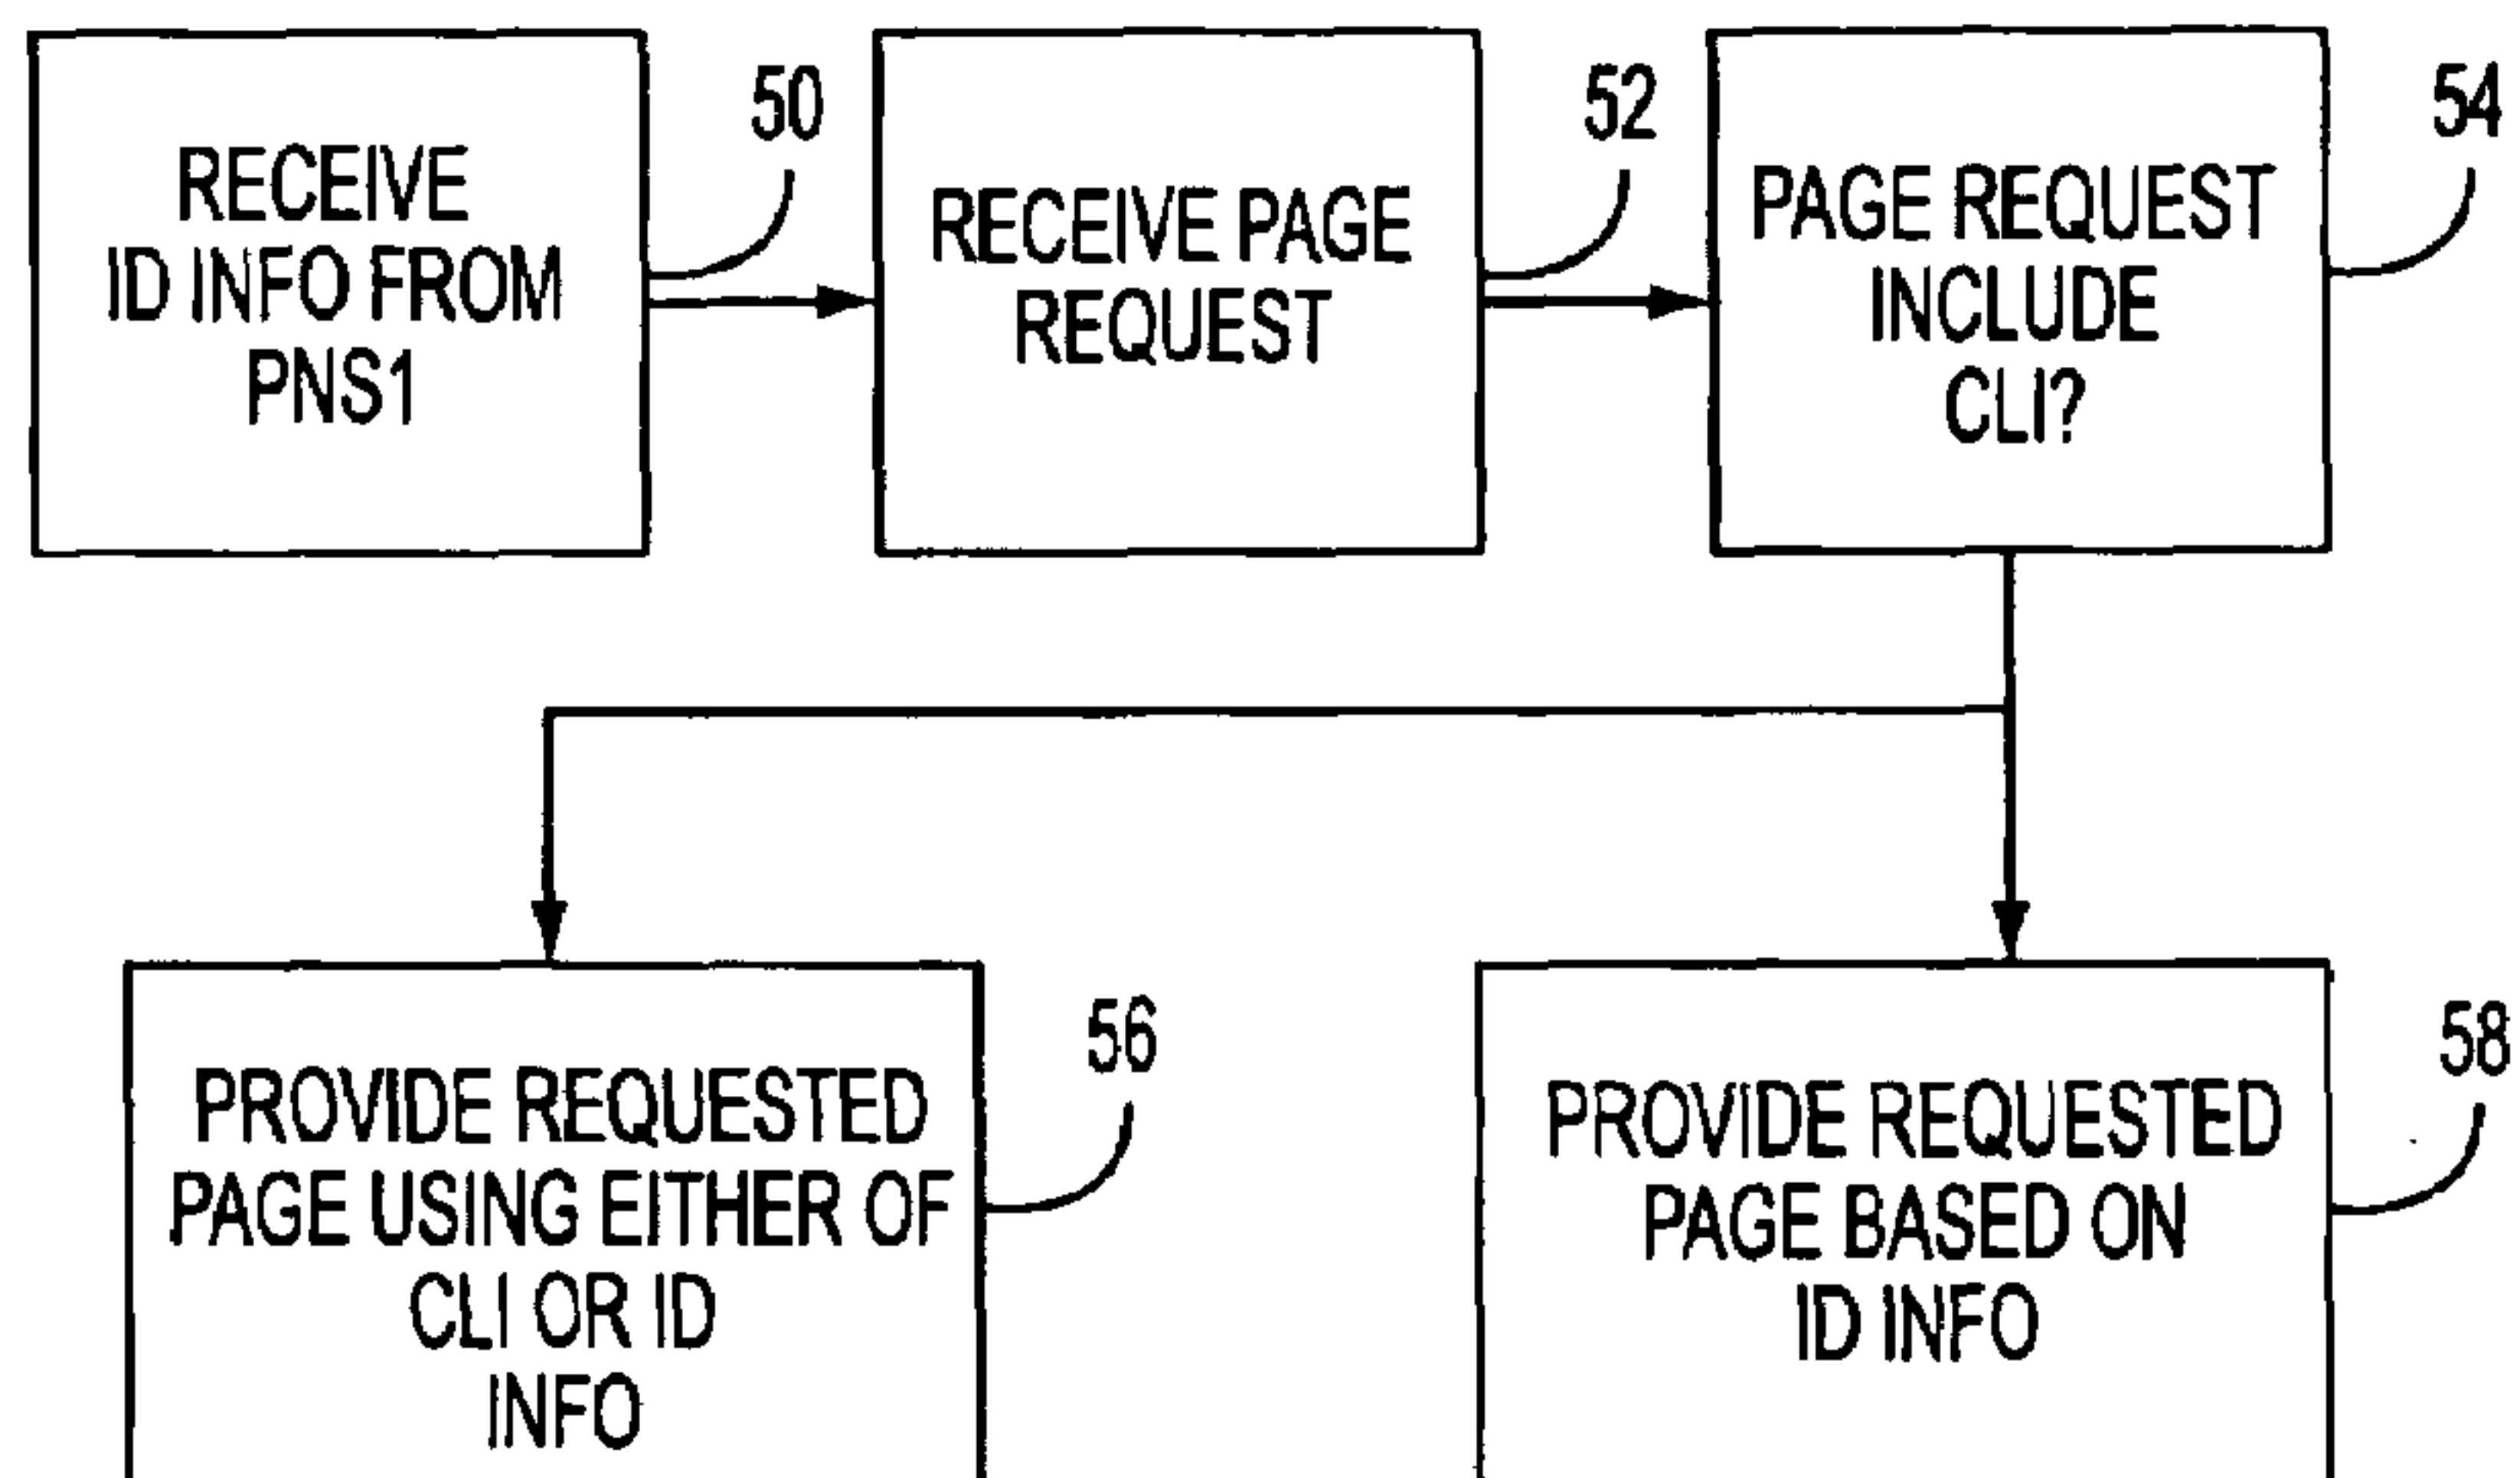 RECEIVE
ID INFO FROM
PNS1
50
RECEIVE PAGE
REQUEST
52
PAGE REQUEST
INCLUDE
CLI?
54
PROVIDE REQUESTED
PAGE USING EITHER OF
CLI OR ID
INFO
56
PROVIDE REQUESTED
PAGE BASED ON
ID INFO
58